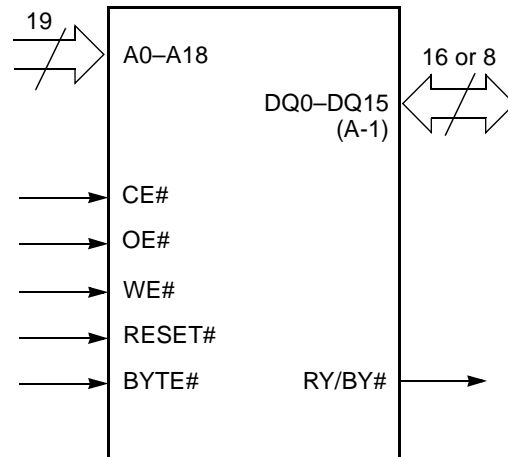 19
A0–A18
16 or 8
DQ0–DQ15
(A-1)
CE#
OE#
WE#
RESET#
BYTE#
RY/BY#